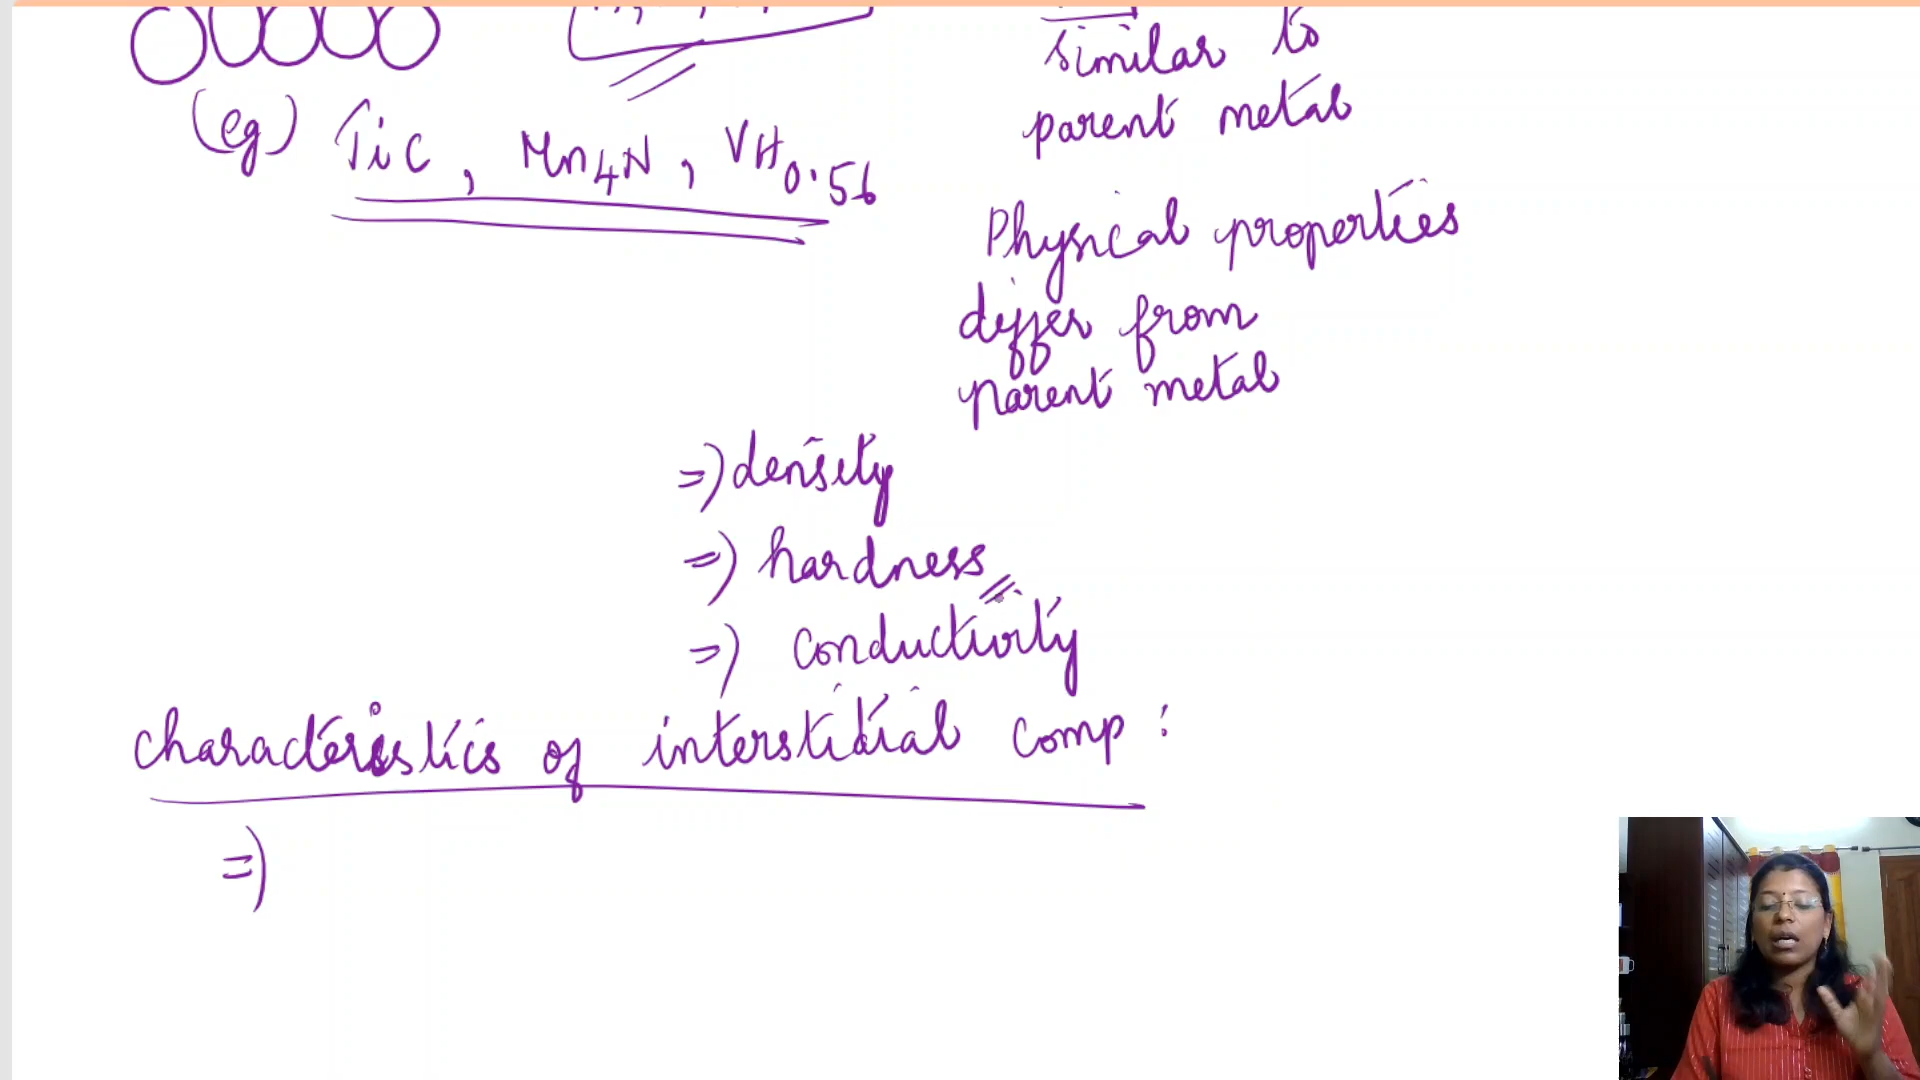 similar to
parent metal
(eg) TiC, Mn4N, VH0.56
Physical properties
differ from
parent metal
=) density
=) hardness
=) conductivity
characteristics of interstitial comp :
=)